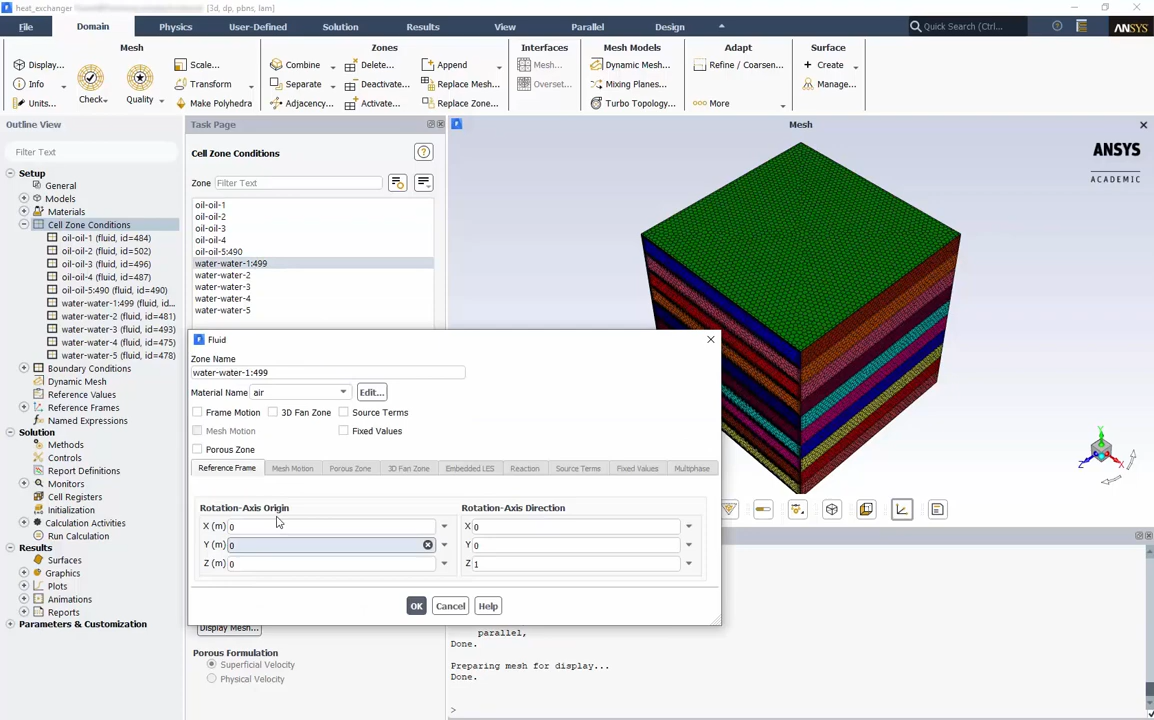 heat_exchanger
[3d, dp, pbns, lam]
File
Domain
Physics
User-Defined
Solution
Results
View
Parallel
Design
Quick Search (Ctrl...
ANSYS
Mesh
Zones
Interfaces
Mesh Models
Adapt
Surface
Display...
Scale...
Combine
Delete...
Append
Mesh...
Dynamic Mesh...
Refine / Coarsen...
Create
Info
Transform
Separate
Deactivate...
Replace Mesh...
Overset...
Mixing Planes...
Manage...
Units...
Check
Quality
Make Polyhedra
Adjacency...
Activate...
Replace Zone...
Turbo Topology...
More
Outline View
Filter Text
Setup
General
Models
Materials
Cell Zone Conditions
oil-oil-1 (fluid, id=484)
oil-oil-2 (fluid, id=502)
oil-oil-3 (fluid, id=496)
oil-oil-4 (fluid, id=487)
oil-oil-5:490 (fluid, id=490)
water-water-1:499 (fluid, id...
water-water-2 (fluid, id=481)
water-water-3 (fluid, id=493)
water-water-4 (fluid, id=475)
water-water-5 (fluid, id=478)
Boundary Conditions
Dynamic Mesh
Reference Values
Reference Frames
Named Expressions
Solution
Methods
Controls
Report Definitions
Monitors
Cell Registers
Initialization
Calculation Activities
Run Calculation
Results
Surfaces
Graphics
Plots
Animations
Reports
Parameters & Customization
Task Page
Cell Zone Conditions
Zone
Filter Text
oil-oil-1
oil-oil-2
oil-oil-3
oil-oil-4
oil-oil-5:490
water-water-1:499
water-water-2
water-water-3
water-water-4
water-water-5
Fluid
Zone Name
water-water-1:499
Material Name
air
Edit...
Frame Motion
3D Fan Zone
Source Terms
Mesh Motion
Fixed Values
Porous Zone
Reference Frame
Mesh Motion
Porous Zone
3D Fan Zone
Embedded LES
Reaction
Source Terms
Fixed Values
Multiphase
Rotation-Axis Origin
X (m) 0
Y (m) 0
Z (m) 0
Rotation-Axis Direction
X 0
Y 0
Z 1
OK
Cancel
Help
Display Mesh...
Porous Formulation
Superficial Velocity
Physical Velocity
Mesh
ANSYS
ACADEMIC
Y
Z
X
parallel,
Done.
Preparing mesh for display...
Done.
>